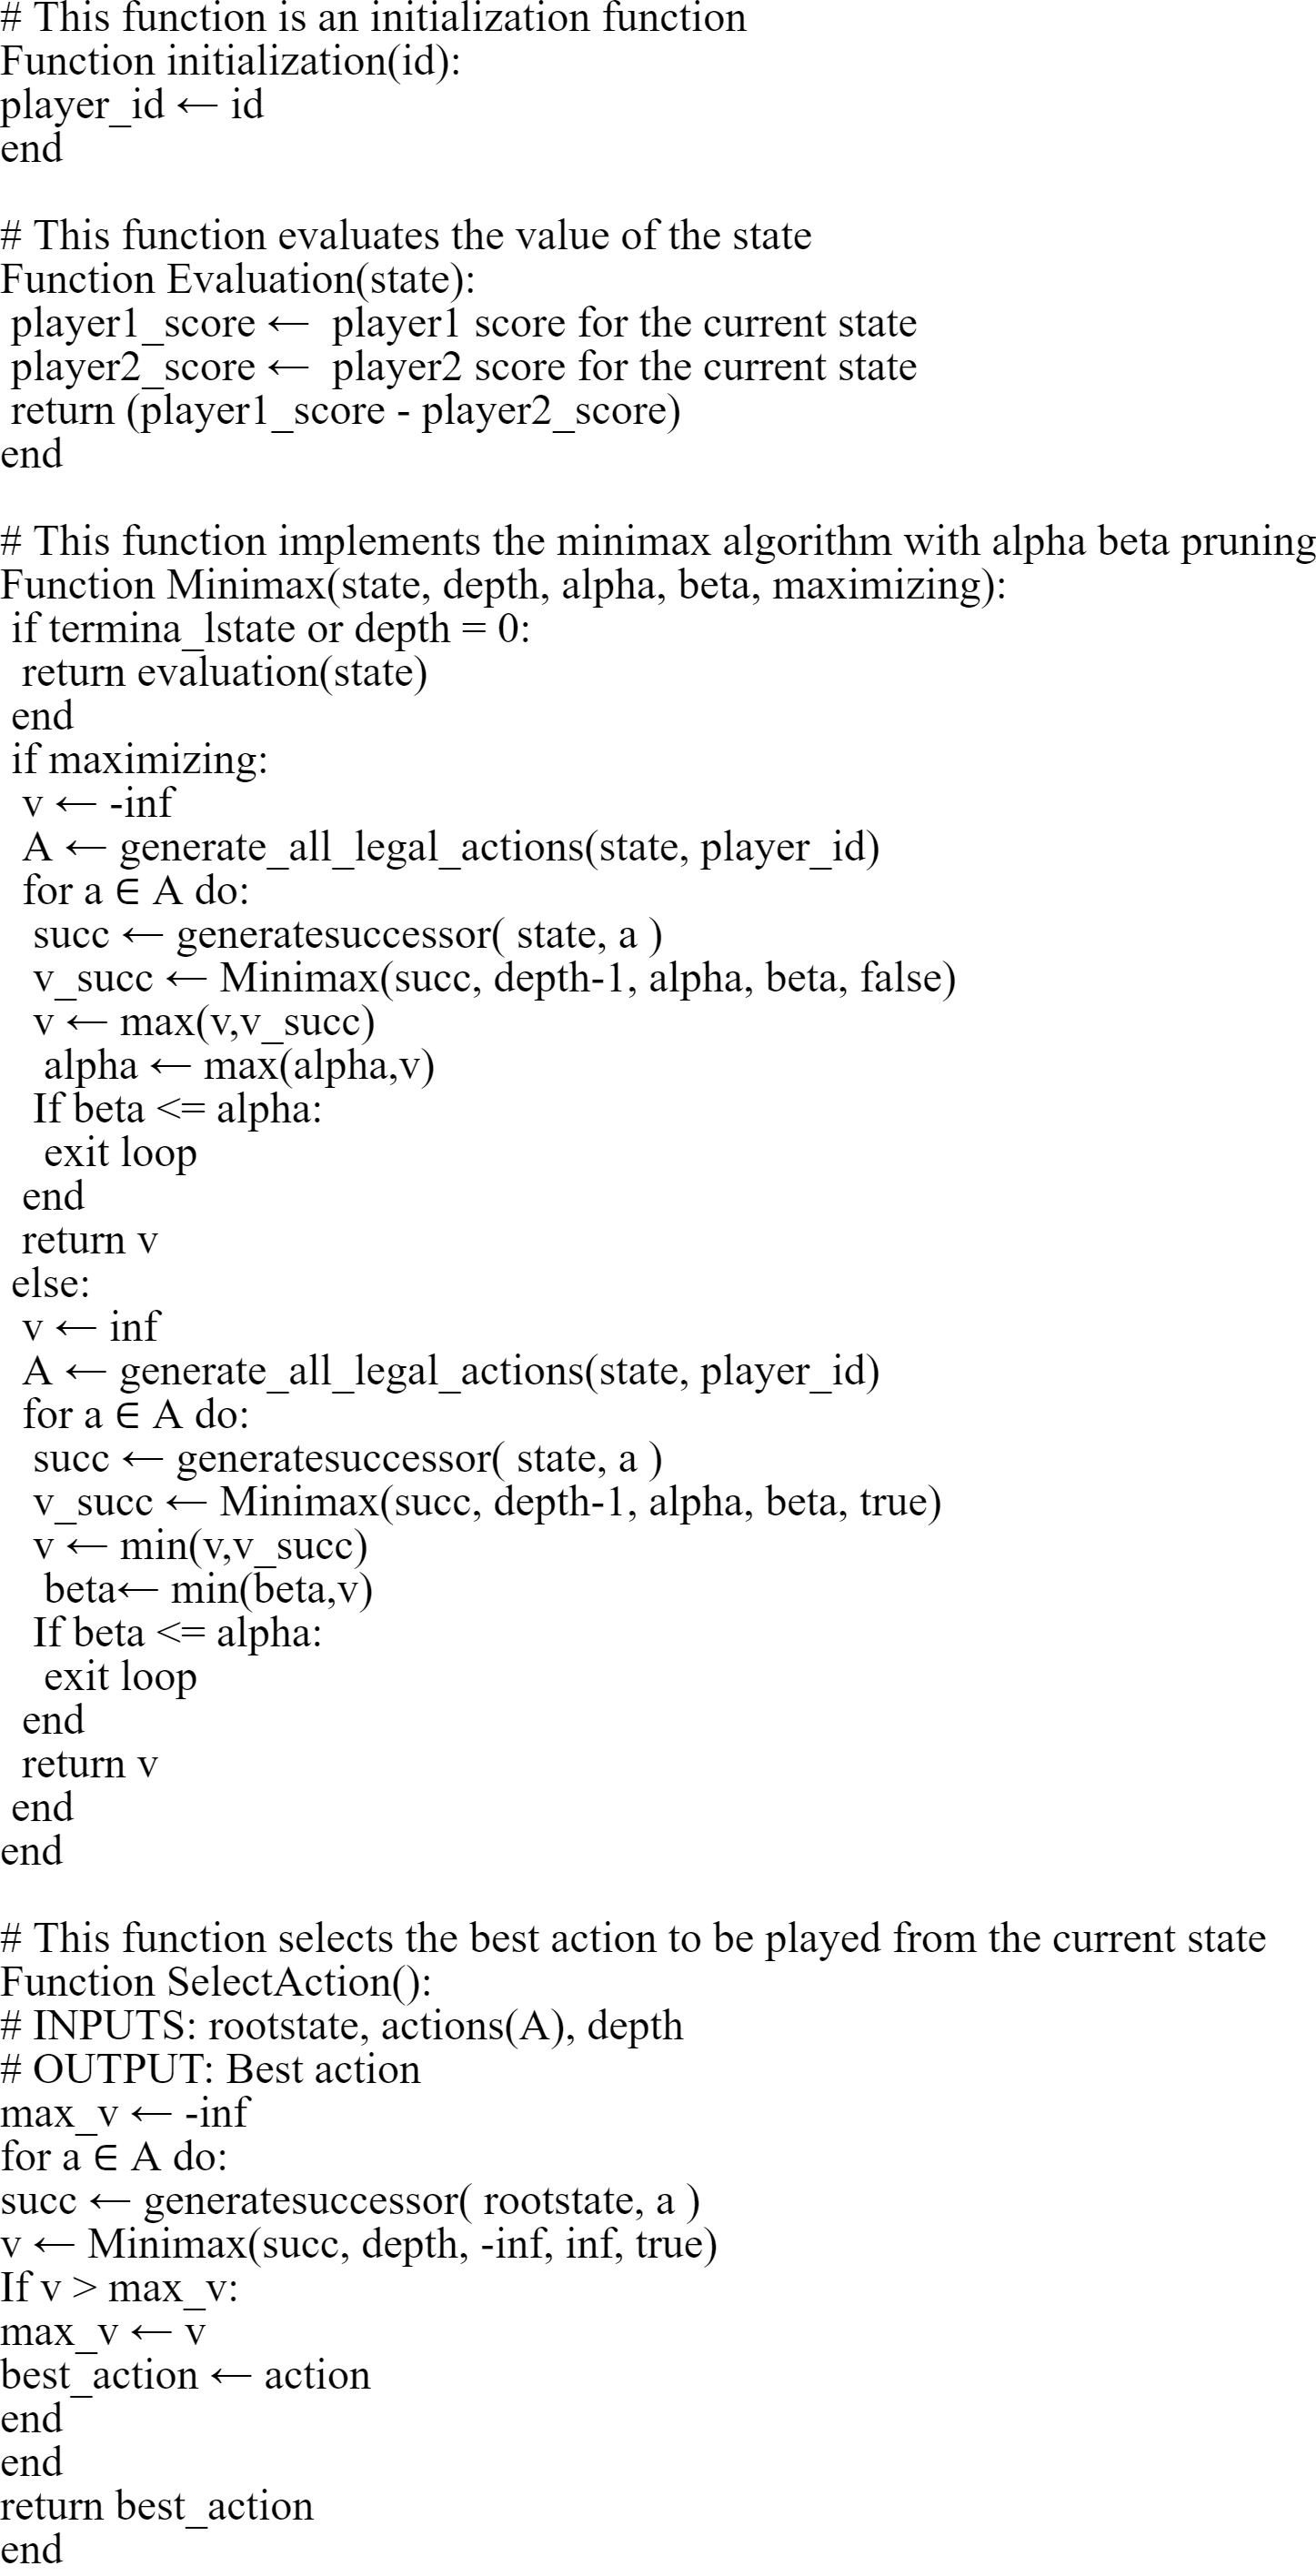 # This function is an initialization function
Function initialization(id):
player_id ← id
end

# This function evaluates the value of the state
Function Evaluation(state):
 player1_score ←  player1 score for the current state
 player2_score ←  player2 score for the current state
 return (player1_score - player2_score)
end

# This function implements the minimax algorithm with alpha beta pruning
Function Minimax(state, depth, alpha, beta, maximizing):
 if termina_lstate or depth = 0:
  return evaluation(state)
 end
 if maximizing:
  v ← -inf
  A ← generate_all_legal_actions(state, player_id)
  for a ∈ A do:
   succ ← generatesuccessor( state, a )
   v_succ ← Minimax(succ, depth-1, alpha, beta, false)
   v ← max(v,v_succ)
    alpha ← max(alpha,v)
   If beta <= alpha:
    exit loop
  end
  return v
 else:
  v ← inf
  A ← generate_all_legal_actions(state, player_id)
  for a ∈ A do:
   succ ← generatesuccessor( state, a )
   v_succ ← Minimax(succ, depth-1, alpha, beta, true)
   v ← min(v,v_succ)
    beta← min(beta,v)
   If beta <= alpha:
    exit loop
  end
  return v
 end
end

# This function selects the best action to be played from the current state
Function SelectAction():
# INPUTS: rootstate, actions(A), depth
# OUTPUT: Best action
max_v ← -inf
for a ∈ A do:
succ ← generatesuccessor( rootstate, a )
v ← Minimax(succ, depth, -inf, inf, true)
If v > max_v:
max_v ← v
best_action ← action
end
end
return best_action
end